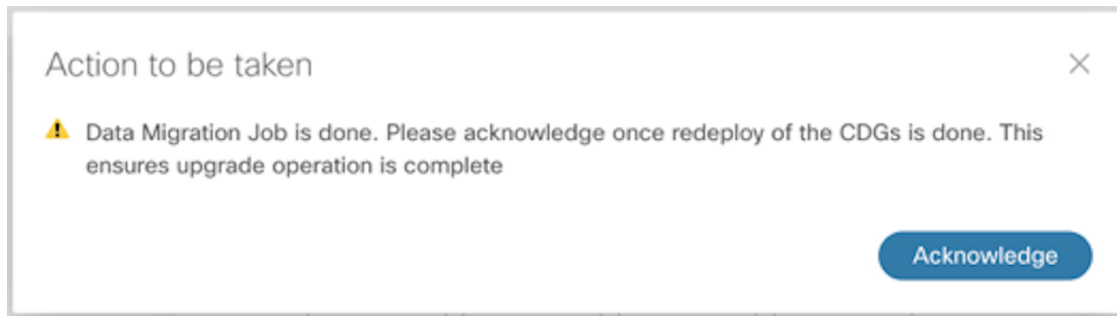 Action to be taken
Data Migration Job is done. Please acknowledge once redeploy of the CDGs is done. This
ensures upgrade operation is complete
Acknowledge